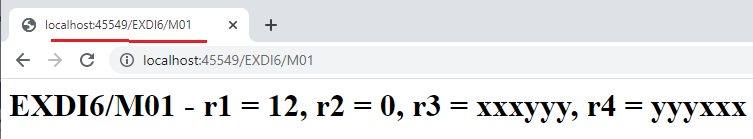 localhost:45549/EXDI6/M01
localhost:45549/EXDI6/M01
EXDI6/M01 - r1 = 12, r2 = 0, r3 = xxxyyy, r4 = yyyxxx